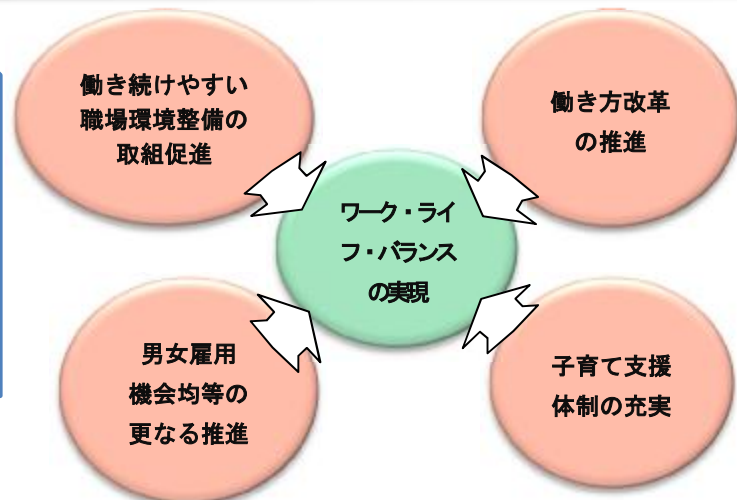 働き続けやすい
職場環境整備の
取組促進
働き方改革
の推進
ワーク・ライ
フ・バランス
の実現
男女雇用
機会均等の
更なる推進
子育て支援
体制の充実